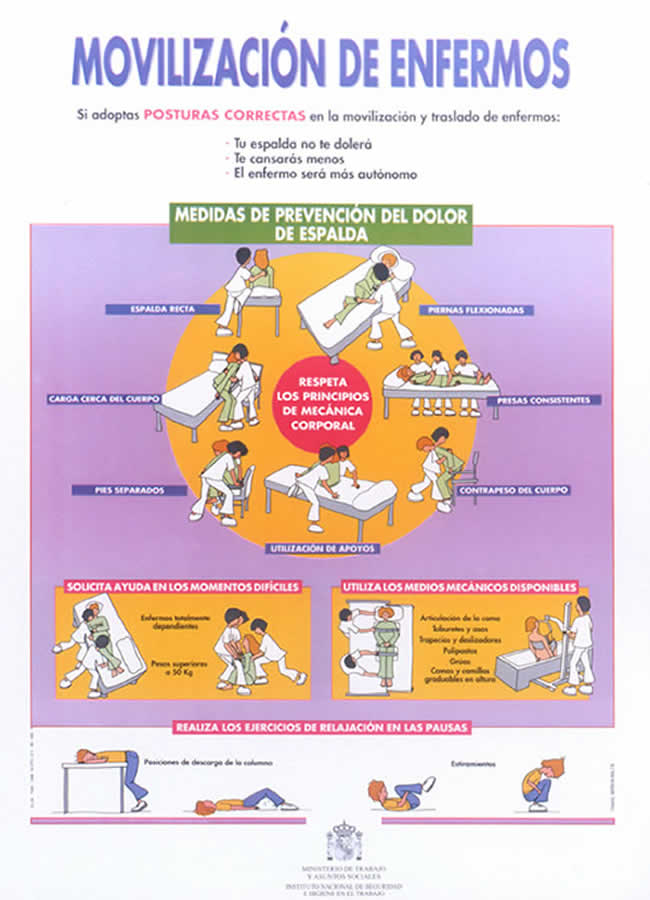 MOVILIZACIÓN DE ENFERMOS
Si adoptas POSTURAS CORRECTAS en la movilización y traslado de enfermos:
- Tu espalda no te dolerá
- Te cansarás menos
- El enfermo será más autónomo
MEDIDAS DE PREVENCIÓN DEL DOLOR
DE ESPALDA
ESPALDA RECTA
PIERNAS FLEXIONADAS
RESPETA
LOS PRINCIPIOS
DE MECÁNICA
CORPORAL
CARGA CERCA DEL CUERPO
PRESAS CONSISTENTES
PIES SEPARADOS
CONTRAPESO DEL CUERPO
UTILIZACIÓN DE APOYOS
SOLICITA AYUDA EN LOS MOMENTOS DIFÍCILES
Enfermos totalmente
dependientes
Pesos superiores
a 50 Kg
UTILIZA LOS MEDIOS MECÁNICOS DISPONIBLES
Articulación de la cama
Taburetes y asas
Trapecios y deslizadores
Polipastos
Grúas
Camas y camillas
graduables en altura
REALIZA LOS EJERCICIOS DE RELAJACIÓN EN LAS PAUSAS
Posiciones de descarga de la columna
Estiramientos
MINISTERIO DE TRABAJO
Y ASUNTOS SOCIALES
INSTITUTO NACIONAL DE SEGURIDAD
E HIGIENE EN EL TRABAJO